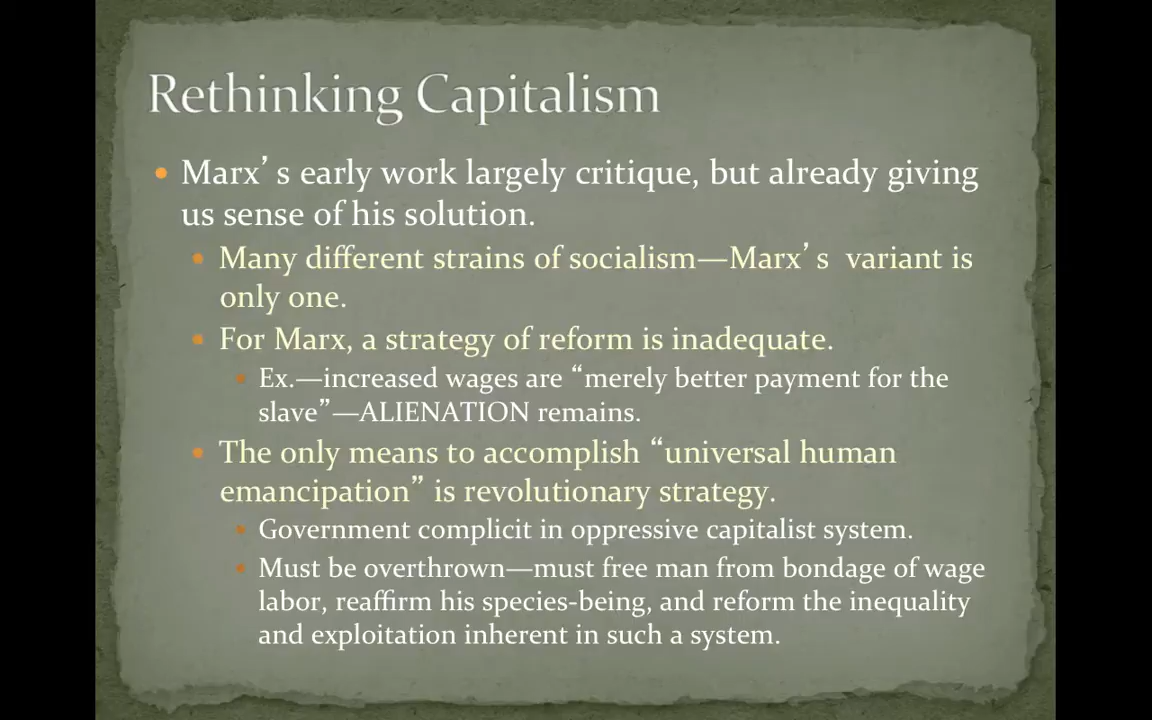 Rethinking Capitalism
• Marx’s early work largely critique, but already giving
us sense of his solution.
• Many different strains of socialism—Marx’s  variant is
only one.
• For Marx, a strategy of reform is inadequate.
• Ex.—increased wages are “merely better payment for the
slave”—ALIENATION remains.
• The only means to accomplish “universal human
emancipation” is revolutionary strategy.
• Government complicit in oppressive capitalist system.
• Must be overthrown—must free man from bondage of wage
labor, reaffirm his species-being, and reform the inequality
and exploitation inherent in such a system.